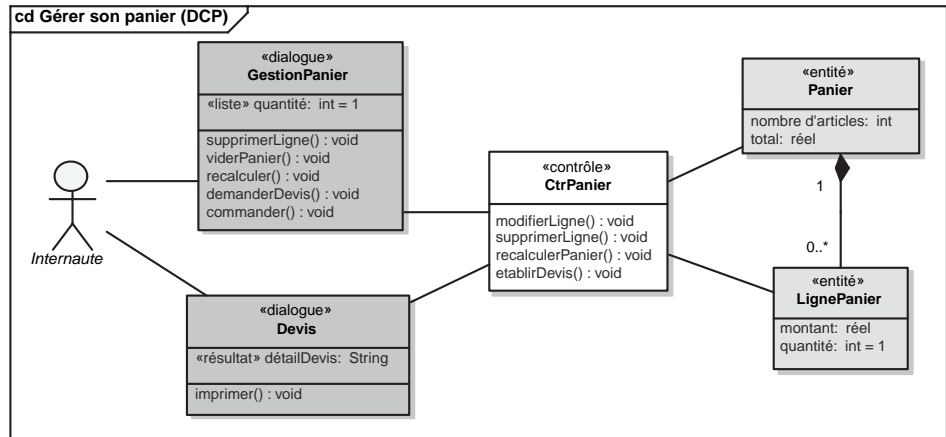 cd Gérer son panier (DCP)
«dialogue»
GestionPanier
«liste» quantité: int = 1
supprimerLigne() : void
viderPanier() : void
recalculer() : void
demanderDevis() : void
commander() : void
Internaute
«dialogue»
Devis
«résultat» détailDevis: String
imprimer() : void
«contrôle»
CtrPanier
modifierLigne() : void
supprimerLigne() : void
recalculerPanier() : void
etablirDevis() : void
«entité»
Panier
nombre d'articles: int
total: réel
1
0..*
«entité»
LignePanier
montant: réel
quantité: int = 1